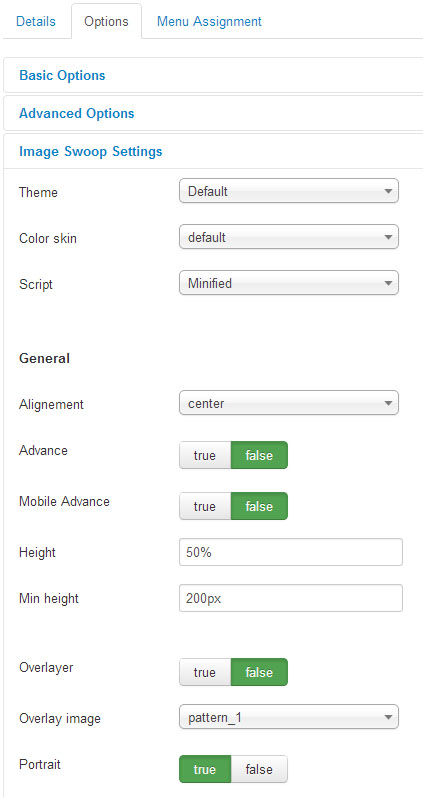 Details Options Menu Assignment
Basic Options
Advanced Options
Image Swoop Settings
Theme Default
Color skin default
Script Minified
General
Alignement center
Advance true false
Mobile Advance true false
Height 50%
Min height 200px
Overlayer true false
Overlay image pattern_1
Portrait true false